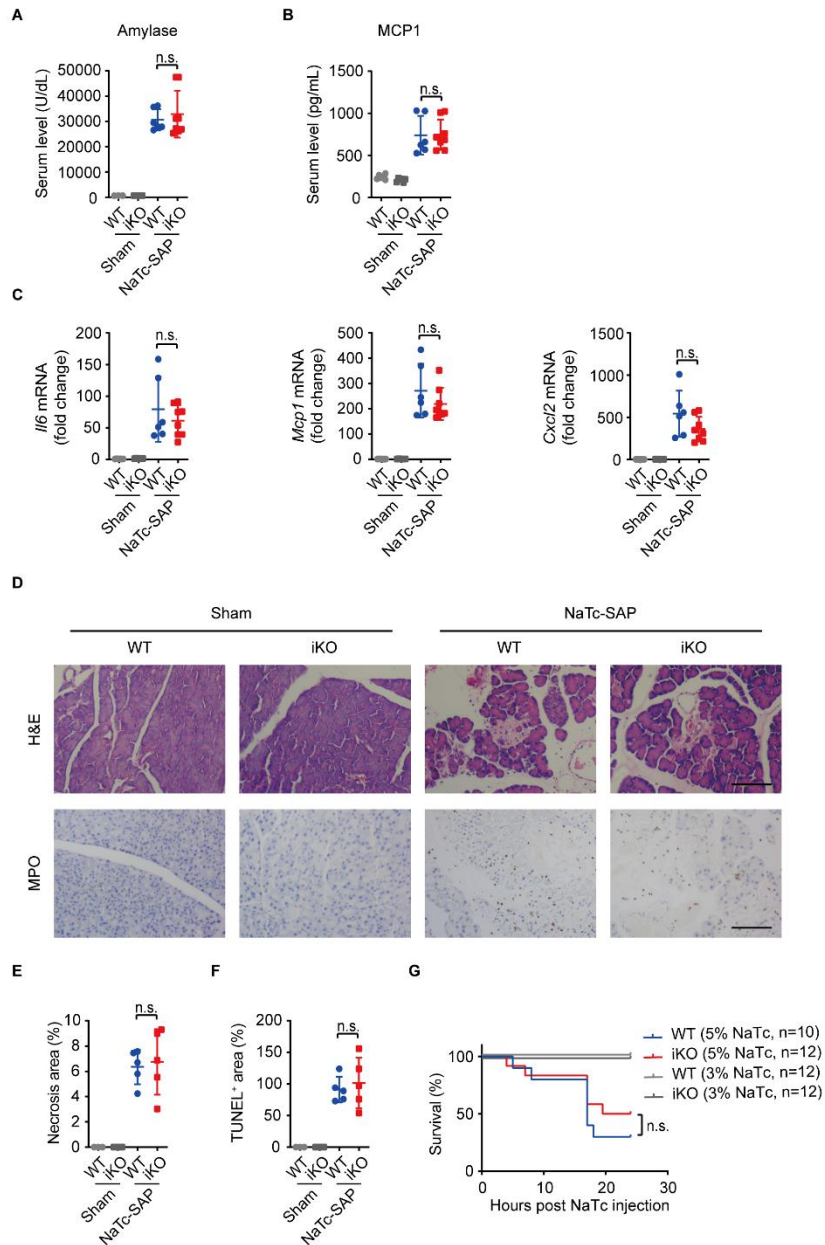 A
Amylase
n.s.
Serum level (U/dL)
50000
40000
30000
20000
10000
0
WT
iKO
WT
iKO
Sham
NaTc-SAP
B
MCP1
n.s.
Serum level (pg/mL)
1500
1000
500
0
WT
iKO
WT
iKO
Sham
NaTc-SAP
C
n.s.
Il6 mRNA
(fold change)
200
150
100
50
0
WT
iKO
WT
iKO
Sham
NaTc-SAP
n.s.
Mcp1 mRNA
(fold change)
500
400
300
200
100
0
WT
iKO
WT
iKO
Sham
NaTc-SAP
n.s.
Cxcl2 mRNA
(fold change)
1500
1000
500
0
WT
iKO
WT
iKO
Sham
NaTc-SAP
D
Sham
NaTc-SAP
WT
iKO
WT
iKO
H&E
MPO
E
n.s.
Necrosis area (%)
10
8
6
4
2
0
WT
iKO
WT
iKO
Sham
NaTc-SAP
F
n.s.
TUNEL⁺ area (%)
200
150
100
50
0
WT
iKO
WT
iKO
Sham
NaTc-SAP
G
WT (5% NaTc, n=10)
iKO (5% NaTc, n=12)
WT (3% NaTc, n=12)
iKO (3% NaTc, n=12)
Survival (%)
100
50
0
n.s.
0
10
20
30
Hours post NaTc injection